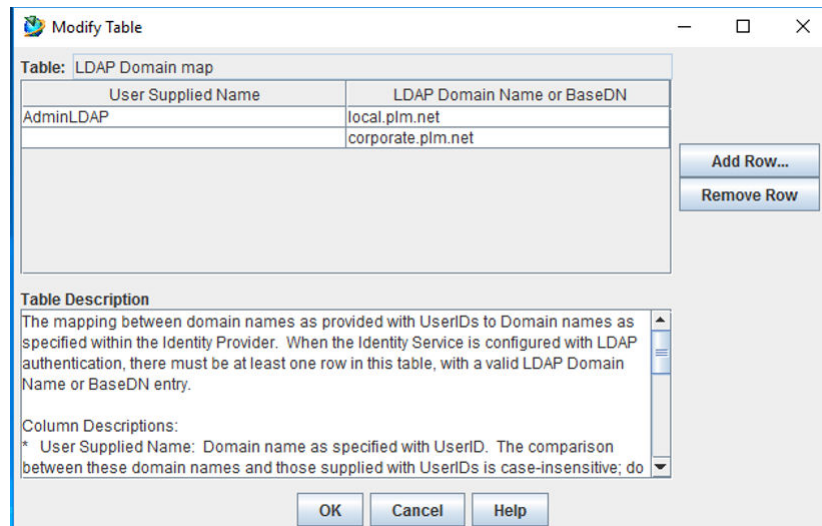 Modify Table
Table: LDAP Domain map
User Supplied Name LDAP Domain Name or BaseDN
AdminLDAP local.plm.net
corporate.plm.net
Add Row...
Remove Row
Table Description
The mapping between domain names as provided with UserIDs to Domain names as
specified within the Identity Provider. When the Identity Service is configured with LDAP
authentication, there must be at least one row in this table, with a valid LDAP Domain
Name or BaseDN entry.
Column Descriptions:
* User Supplied Name: Domain name as specified with UserID. The comparison
between these domain names and those supplied with UserIDs is case-insensitive; do
OK Cancel Help